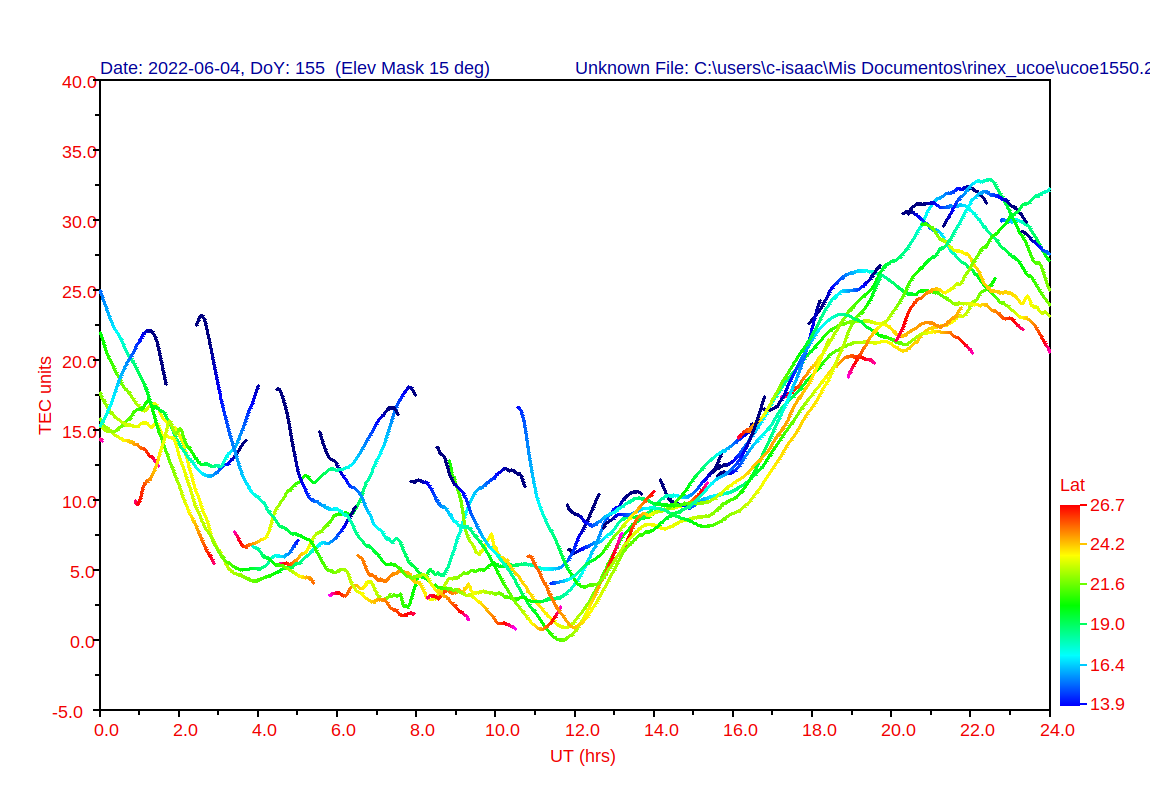 Date: 2022-06-04, DoY: 155  (Elev Mask 15 deg)
Unknown File: C:\users\c-isaac\Mis Documentos\rinex_ucoe\ucoe1550.2
40.0
35.0
30.0
25.0
20.0
15.0
10.0
5.0
0.0
-5.0
TEC units
0.0 2.0 4.0 6.0 8.0 10.0 12.0 14.0 16.0 18.0 20.0 22.0 24.0
UT (hrs)
Lat
26.7
24.2
21.6
19.0
16.4
13.9